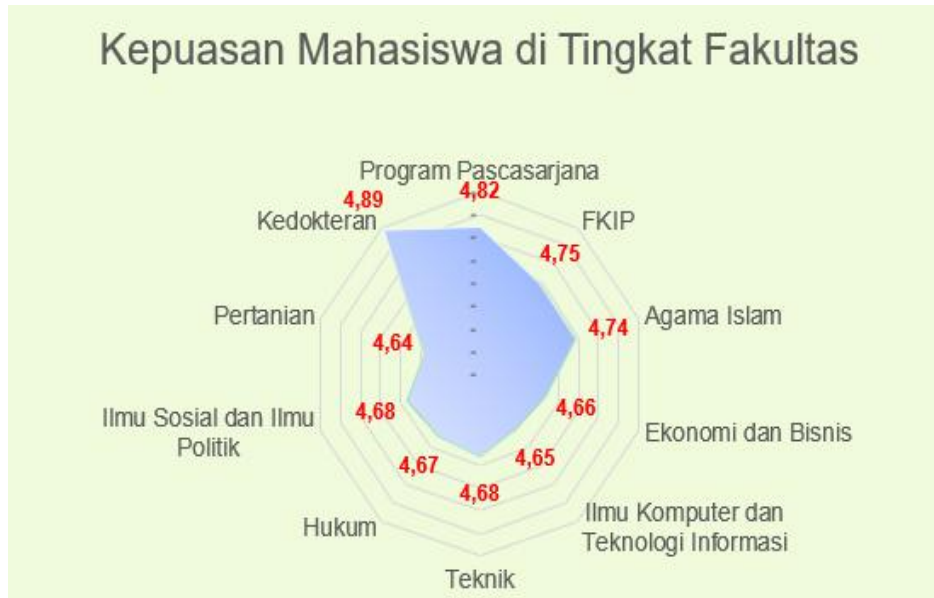 Kepuasan Mahasiswa di Tingkat Fakultas
Program Pascasarjana
4,82
4,89
Kedokteran
FKIP
4,75
Pertanian
4,64
Agama Islam
4,74
Ilmu Sosial dan Ilmu
Politik
4,68
4,66
Ekonomi dan Bisnis
4,67
4,65
4,68
Hukum
Ilmu Komputer dan
Teknologi Informasi
Teknik